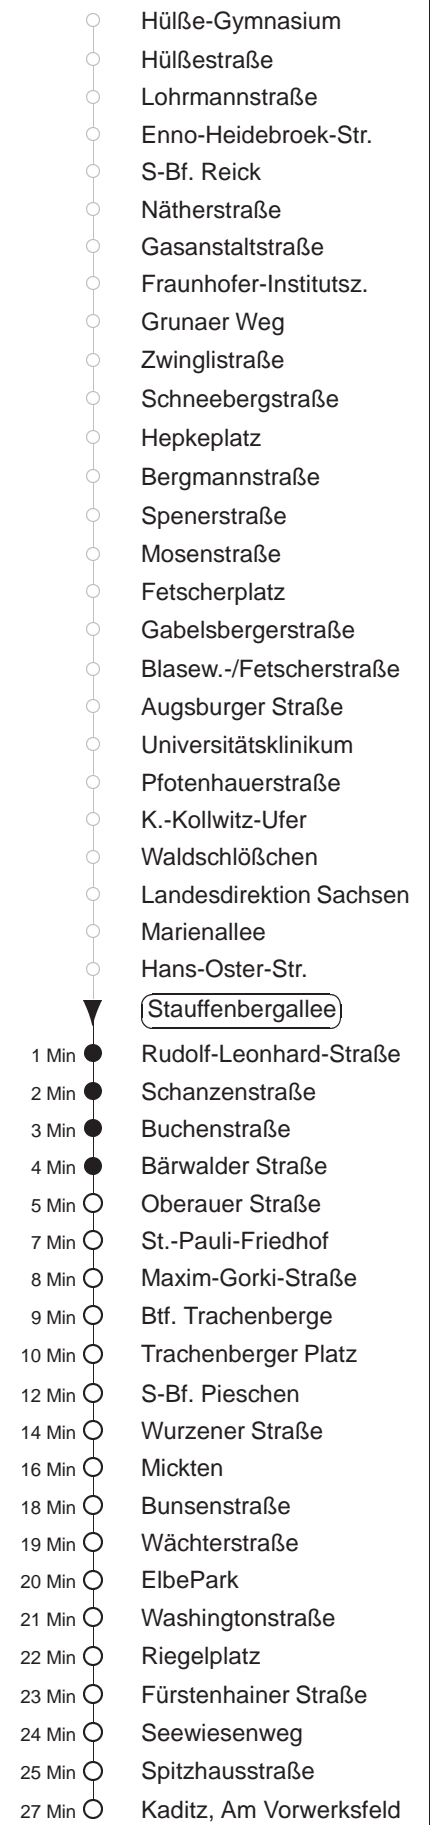 Hülße-Gymnasium
Hülßestraße
Lohrmannstraße
Enno-Heidebroek-Str.
S-Bf. Reick
Nätherstraße
Gasanstaltstraße
Fraunhofer-Institutsz.
Grunaer Weg
Zwinglistraße
Schneebergstraße
Hepkeplatz
Bergmannstraße
Spenerstraße
Mosenstraße
Fetscherplatz
Gabelsbergerstraße
Blasew.-/Fetscherstraße
Augsburger Straße
Universitätsklinikum
Pfotenhauerstraße
K.-Kollwitz-Ufer
Waldschlößchen
Landesdirektion Sachsen
Marienallee
Hans-Oster-Str.
Stauffenbergallee
1 Min Rudolf-Leonhard-Straße
2 Min Schanzenstraße
3 Min Buchenstraße
4 Min Bärwalder Straße
5 Min Oberauer Straße
7 Min St.-Pauli-Friedhof
8 Min Maxim-Gorki-Straße
9 Min Btf. Trachenberge
10 Min Trachenberger Platz
12 Min S-Bf. Pieschen
14 Min Wurzener Straße
16 Min Mickten
18 Min Bunsenstraße
19 Min Wächterstraße
20 Min ElbePark
21 Min Washingtonstraße
22 Min Riegelplatz
23 Min Fürstenhainer Straße
24 Min Seewiesenweg
25 Min Spitzhausstraße
27 Min Kaditz, Am Vorwerksfeld